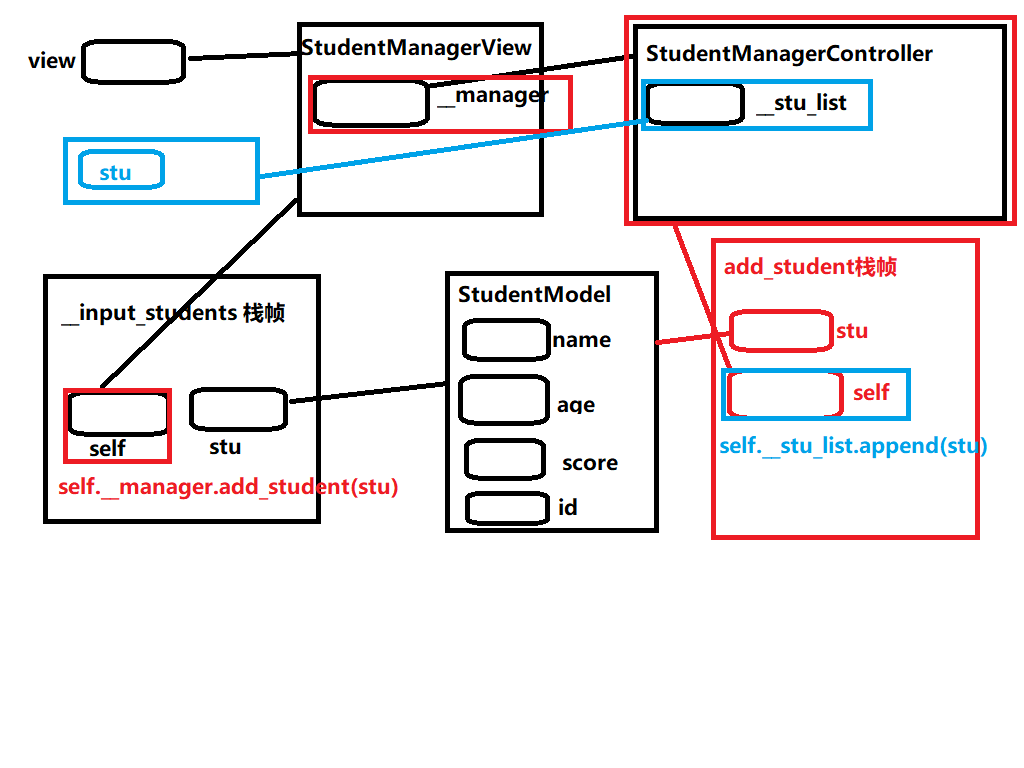 view
StudentManagerView
__manager
StudentManagerController
__stu_list
stu
__input_students 栈帧
self
stu
self.__manager.add_student(stu)
StudentModel
name
age
score
id
add_student栈帧
stu
self
self.__stu_list.append(stu)